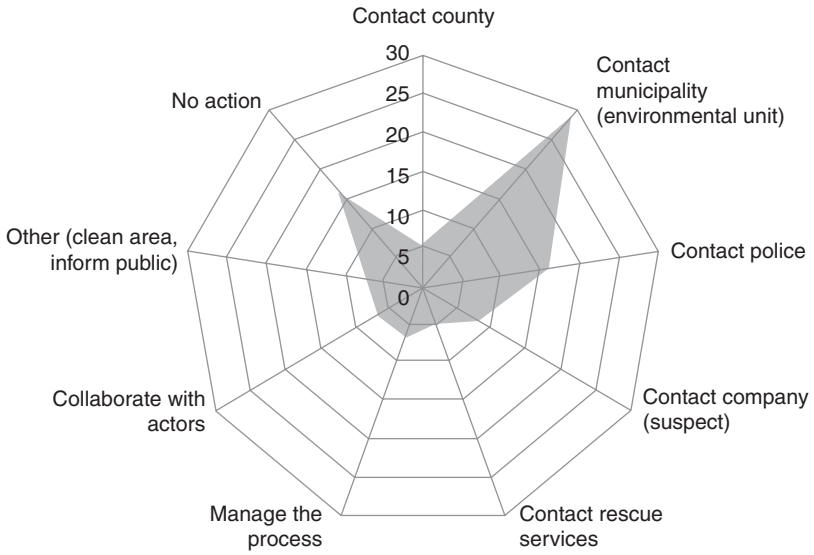 Contact county
30
25
20
15
10
5
0
Contact
municipality
(environmental unit)
Contact police
Contact company
(suspect)
Contact rescue
services
Manage the
process
Collaborate with
actors
Other (clean area,
inform public)
No action